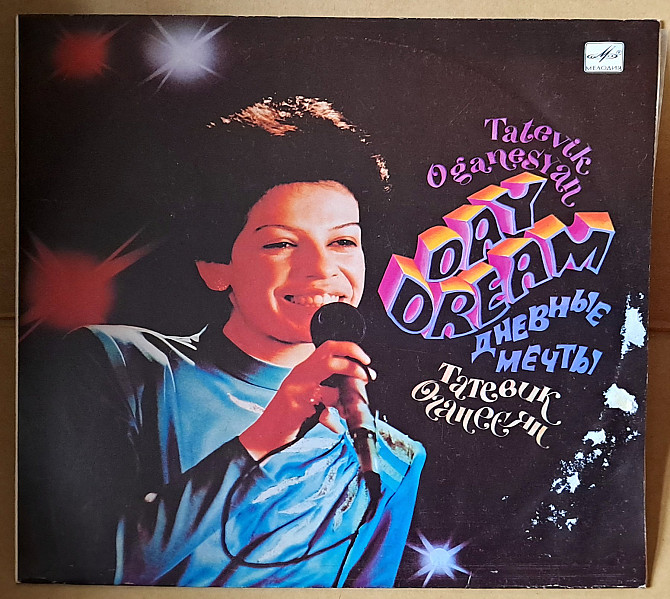 МЕЛОДИЯ
Tatevik
Oganesyan
DAY
DREAM
ДНЕВНЫЕ
МЕЧТЫ
Татевик
Оганесян